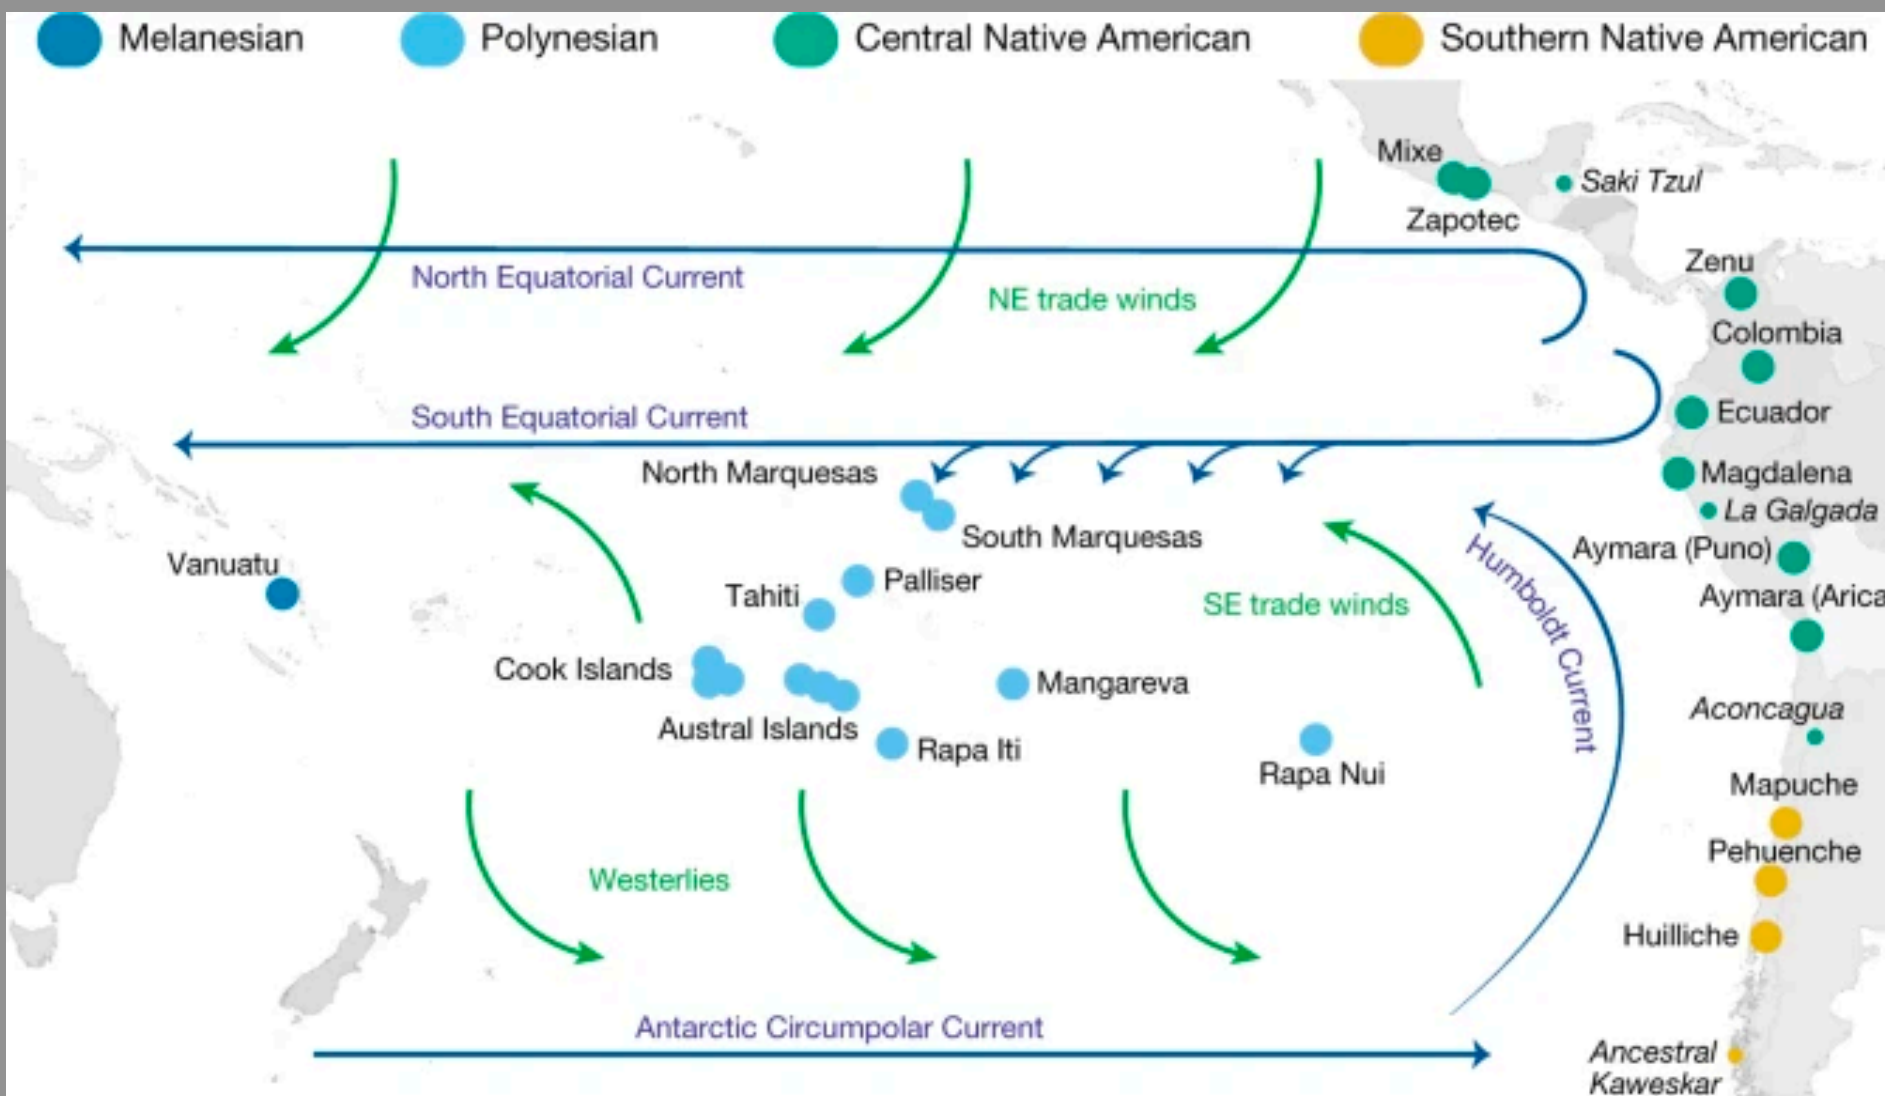 Melanesian
Polynesian
Central Native American
Southern Native American
Mixe
Saki Tzul
Zapotec
Zenu
North Equatorial Current
NE trade winds
Colombia
South Equatorial Current
Ecuador
North Marquesas
Magdalena
La Galgada
South Marquesas
Aymara (Puno)
Vanuatu
Palliser
Tahiti
SE trade winds
Humboldt Current
Aymara (Arica
Cook Islands
Mangareva
Aconcagua
Austral Islands
Rapa Iti
Rapa Nui
Mapuche
Pehuenche
Westerlies
Huilliche
Antarctic Circumpolar Current
Ancestral
Kaweskar